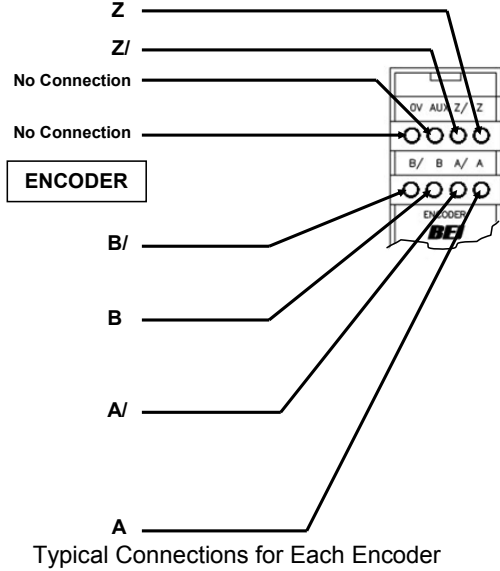 Z
Z/
No Connection
0V AUX Z/ Z
No Connection
B/ B A/ A
ENCODER
ENCODER
BEI
B/
B
A/
A
Typical Connections for Each Encoder